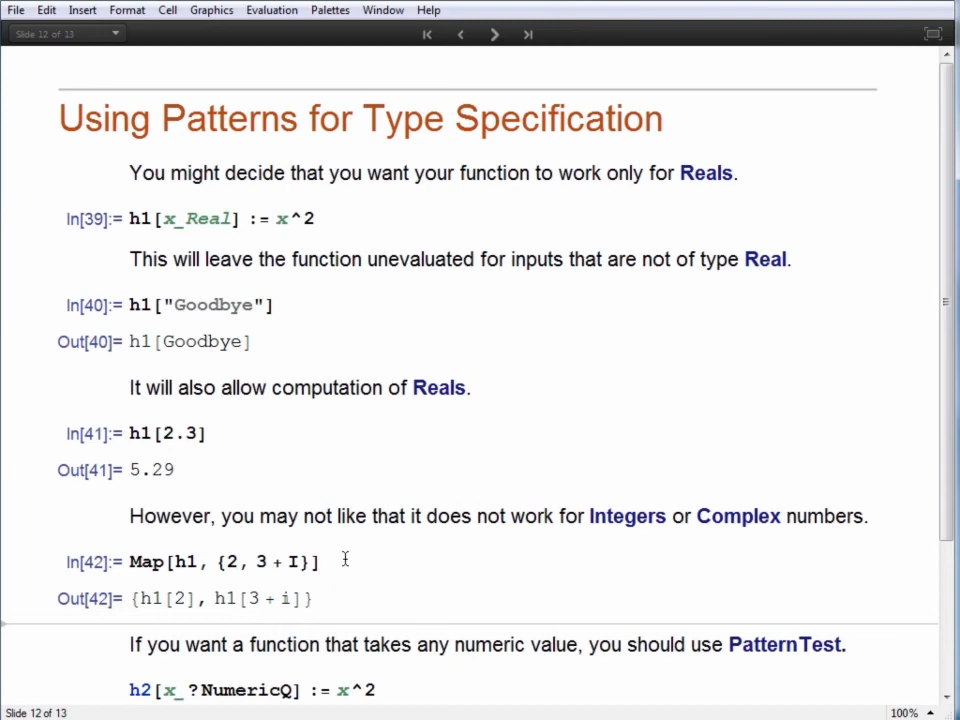 File Edit Insert Format Cell Graphics Evaluation Palettes Window Help
Slide 12 of 13
Using Patterns for Type Specification
You might decide that you want your function to work only for Reals.
In[39]:= h1[x_Real] := x^2
This will leave the function unevaluated for inputs that are not of type Real.
In[40]:= h1["Goodbye"]
Out[40]= h1[Goodbye]
It will also allow computation of Reals.
In[41]:= h1[2.3]
Out[41]= 5.29
However, you may not like that it does not work for Integers or Complex numbers.
In[42]:= Map[h1, {2, 3 + I}]
Out[42]= {h1[2], h1[3 + i]}
If you want a function that takes any numeric value, you should use PatternTest.
h2[x_?NumericQ] := x^2
Slide 12 of 13 100%